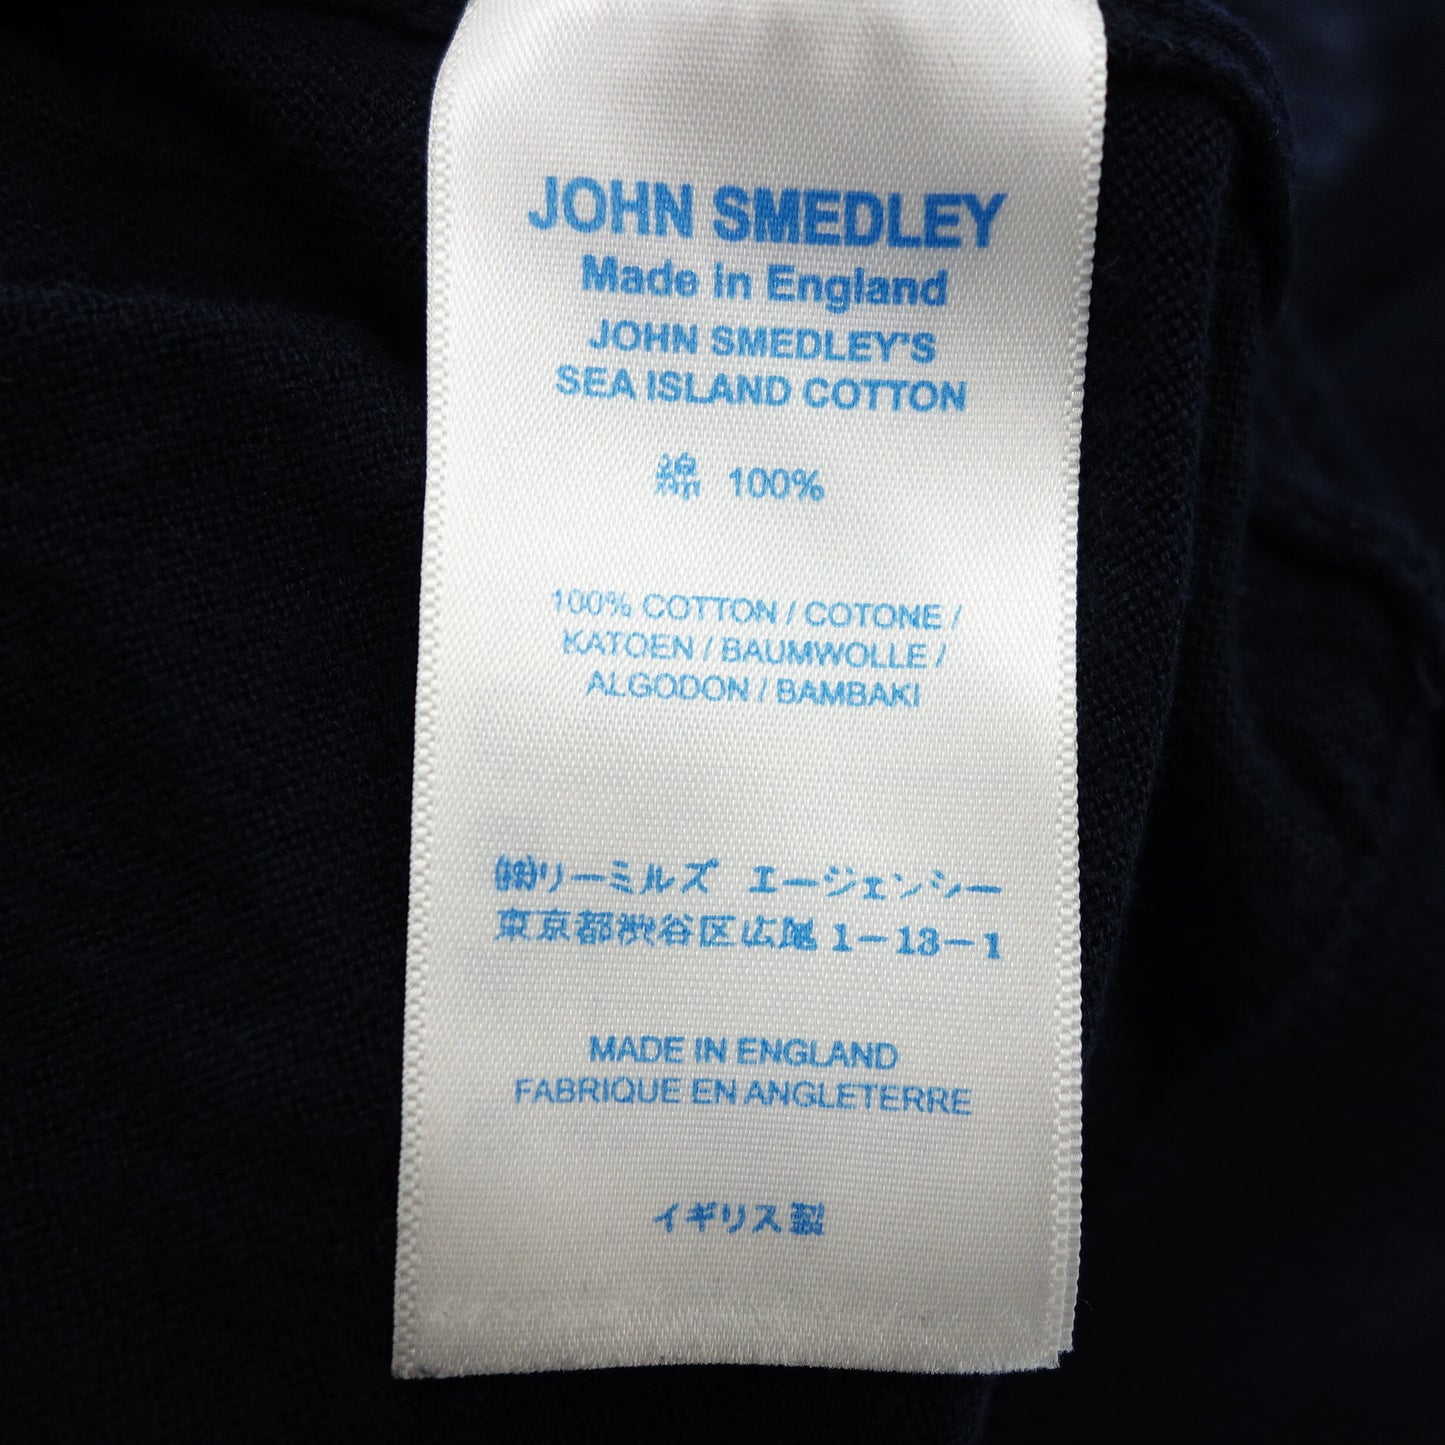 JOHN SMEDLEY
Made In England
JOHN SMEDLEY'S
SEA ISLAND COTTON
綿 100%
100% COTTON / COTONE /
KATOEN / BAUMWOLLE /
ALGODON / BAMBAKI
㈱リーミルズ エージェンシー
東京都渋谷区広尾 1-13-1
MADE IN ENGLAND
FABRIQUE EN ANGLETERRE
イギリス製